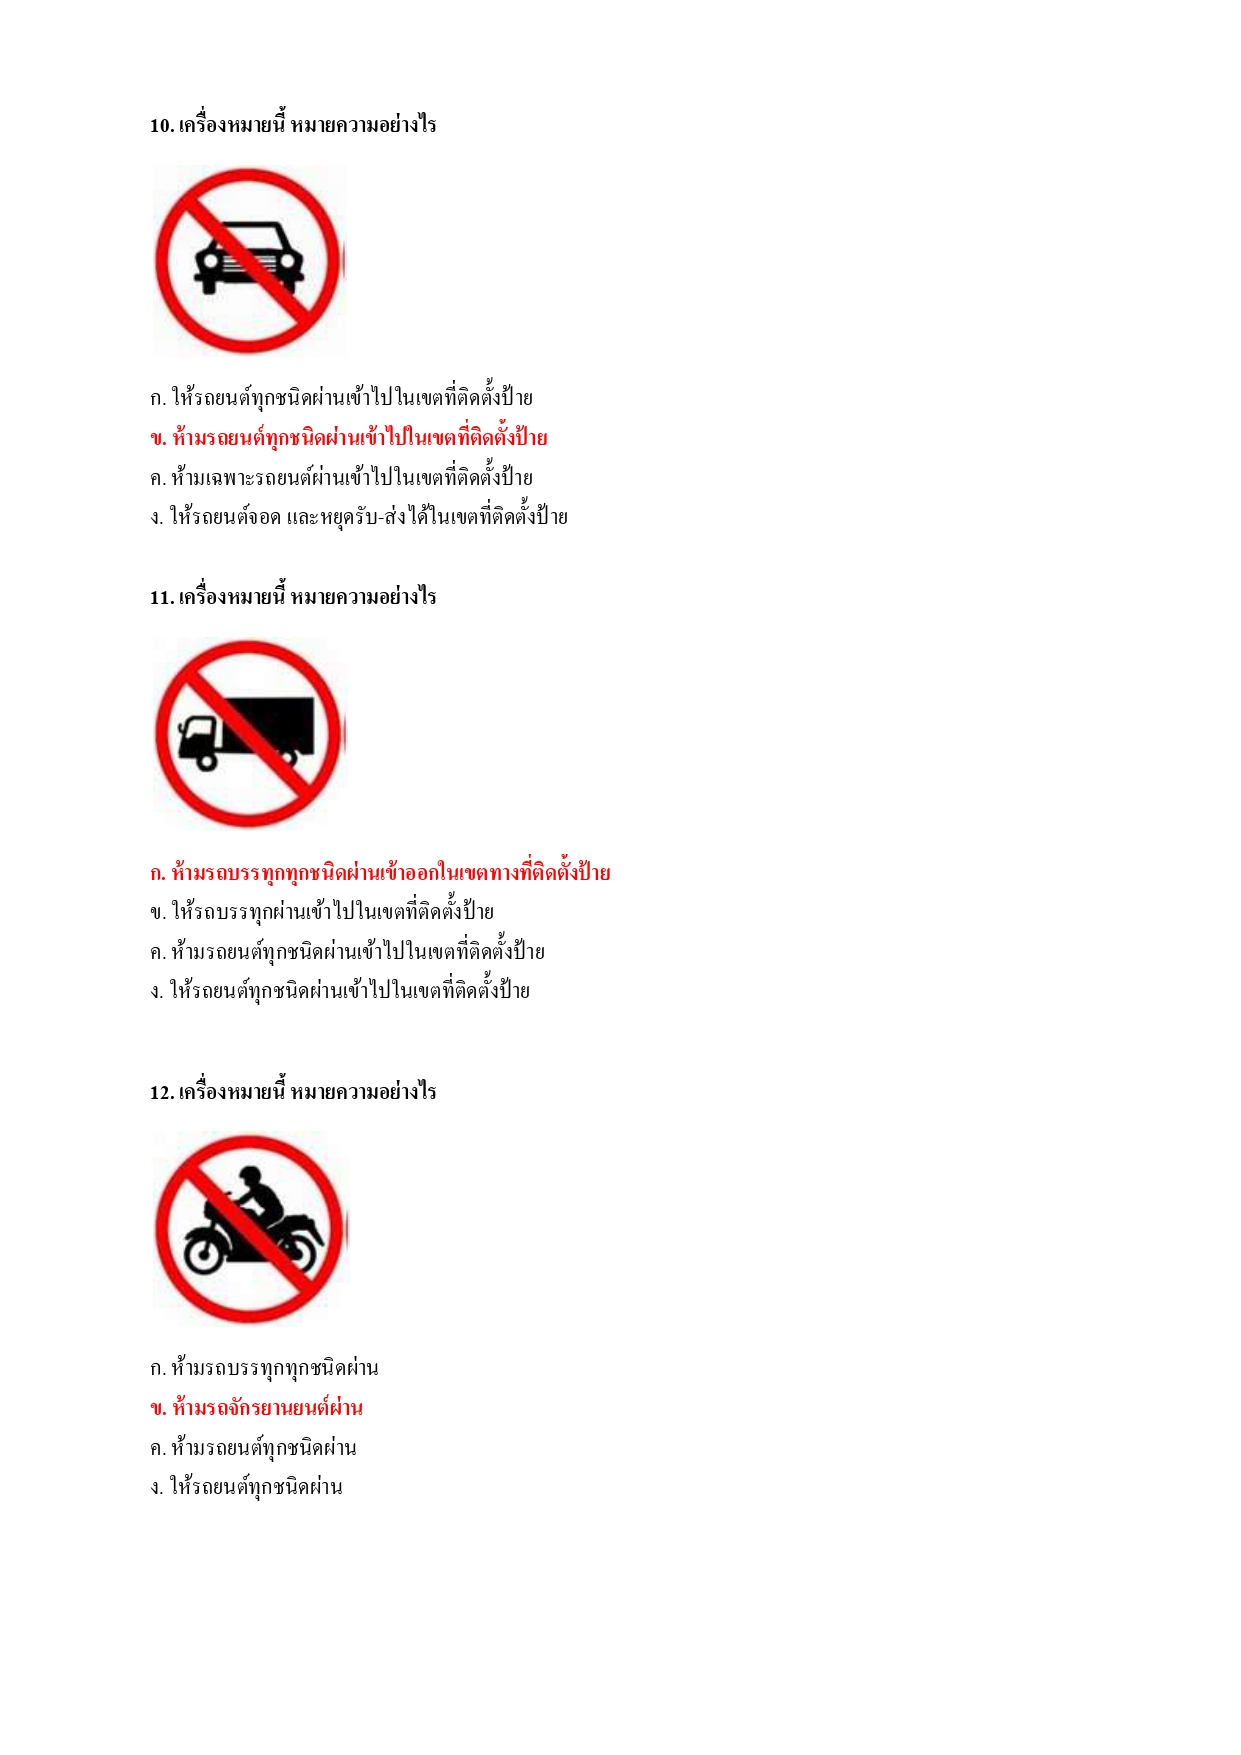 10. เครื่องหมายนี้ หมายความอย่างไร
ก. ให้รถยนต์ทุกชนิดผ่านเข้าไปในเขตที่ติดตั้งป้าย
ข. ห้ามรถยนต์ทุกชนิดผ่านเข้าไปในเขตที่ติดตั้งป้าย
ค. ห้ามเฉพาะรถยนต์ผ่านเข้าไปในเขตที่ติดตั้งป้าย
ง. ให้รถยนต์จอด และหยุดรับ-ส่งได้ในเขตที่ติดตั้งป้าย
11. เครื่องหมายนี้ หมายความอย่างไร
ก. ห้ามรถบรรทุกทุกชนิดผ่านเข้าออกในเขตทางที่ติดตั้งป้าย
ข. ให้รถบรรทุกผ่านเข้าไปในเขตที่ติดตั้งป้าย
ค. ห้ามรถยนต์ทุกชนิดผ่านเข้าไปในเขตที่ติดตั้งป้าย
ง. ให้รถยนต์ทุกชนิดผ่านเข้าไปในเขตที่ติดตั้งป้าย
12. เครื่องหมายนี้ หมายความอย่างไร
ก. ห้ามรถบรรทุกทุกชนิดผ่าน
ข. ห้ามรถจักรยานยนต์ผ่าน
ค. ห้ามรถยนต์ทุกชนิดผ่าน
ง. ให้รถยนต์ทุกชนิดผ่าน